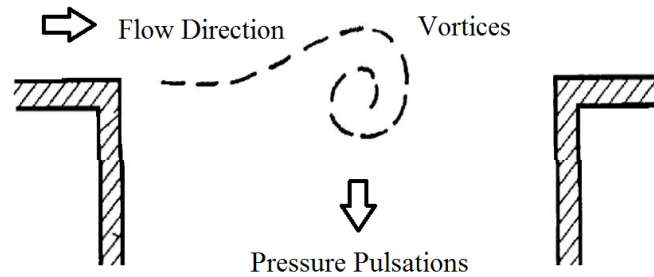 Flow Direction
Vortices
Pressure Pulsations